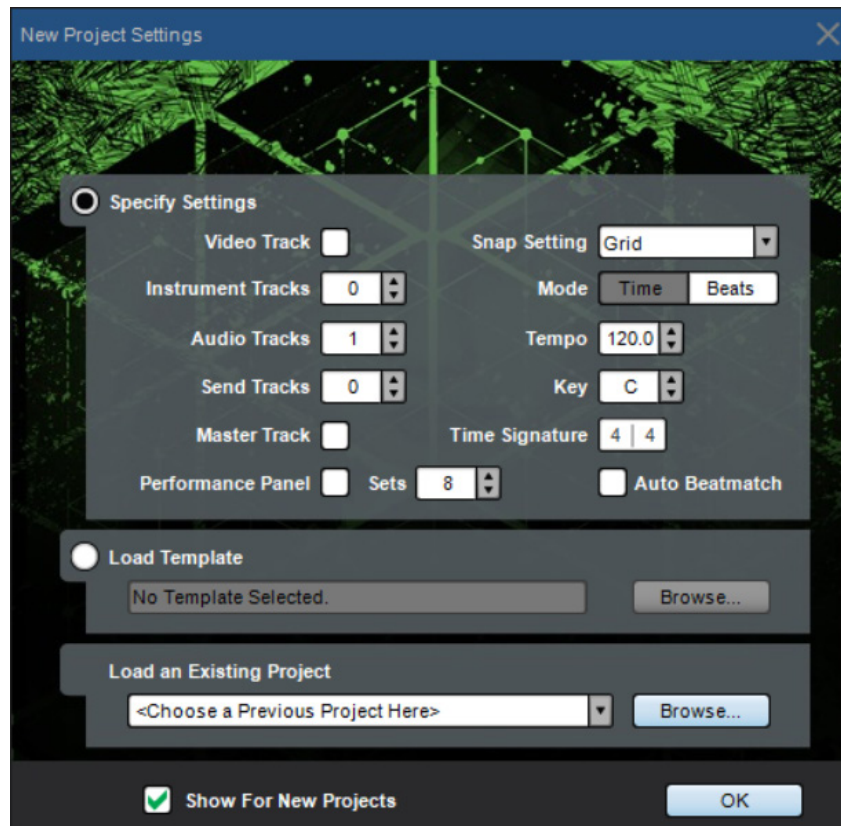 New Project Settings
Specify Settings
Video Track Snap Setting Grid
Instrument Tracks 0 Mode Time Beats
Audio Tracks 1 Tempo 120.0
Send Tracks 0 Key C
Master Track Time Signature 4 | 4
Performance Panel Sets 8 Auto Beatmatch
Load Template
No Template Selected. Browse...
Load an Existing Project
<Choose a Previous Project Here> Browse...
Show For New Projects OK